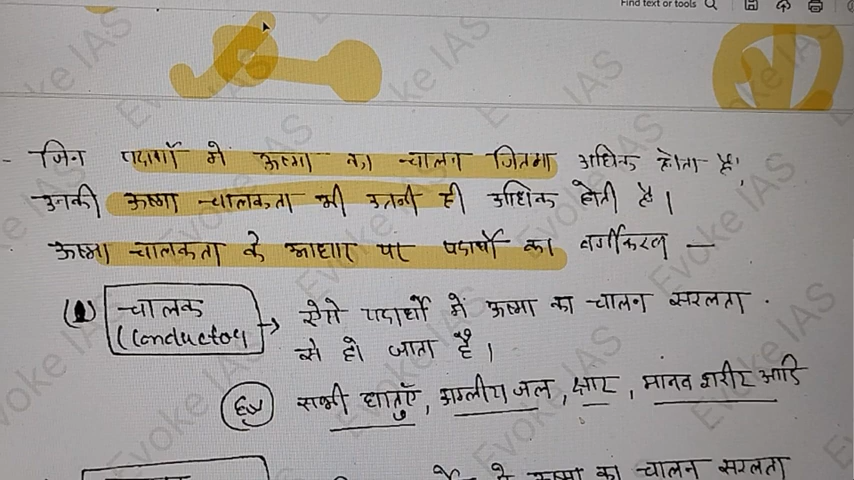 Find text or tools
- जिन पदार्थों में ऊष्मा का चालन जितना अधिक होता है,
उनकी ऊष्मा चालकता भी उतनी ही अधिक होती है।
ऊष्मा चालकता के आधार पर पदार्थों का वर्गीकरण —
(1) चालक (Conductor) → ऐसे पदार्थों में ऊष्मा का चालन सरलता
से हो जाता है।
Ex सभी धातुएँ, अम्लीय जल, क्षार, मानव शरीर आदि
में ऊष्मा का चालन सरलता
Evoke IAS